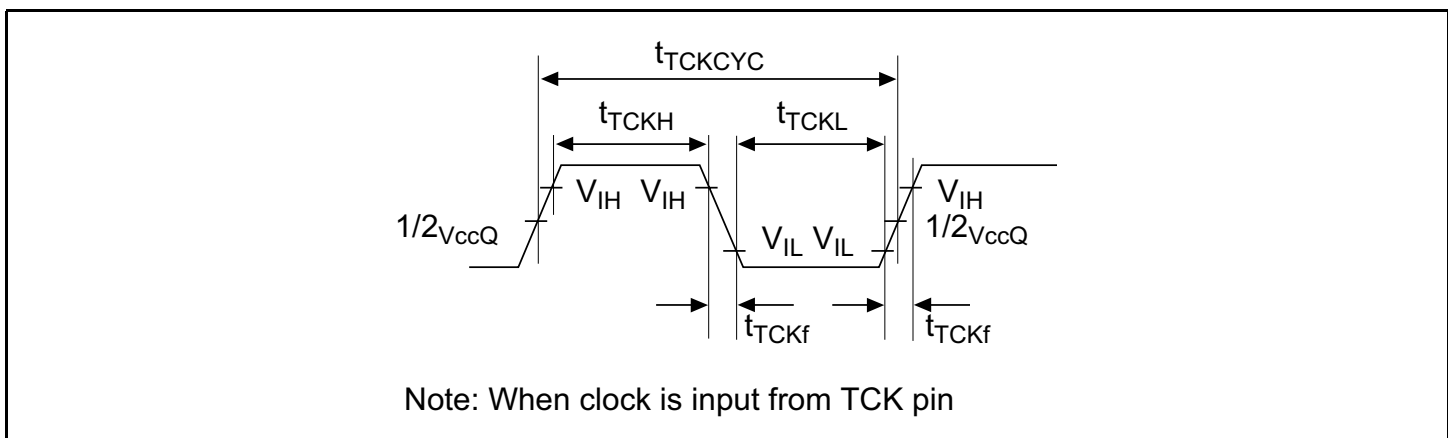 tTCKCYC
tTCKH tTCKL
VIH VIH VIH
1/2VccQ VIL VIL 1/2VccQ
tTCKf tTCKf
Note: When clock is input from TCK pin